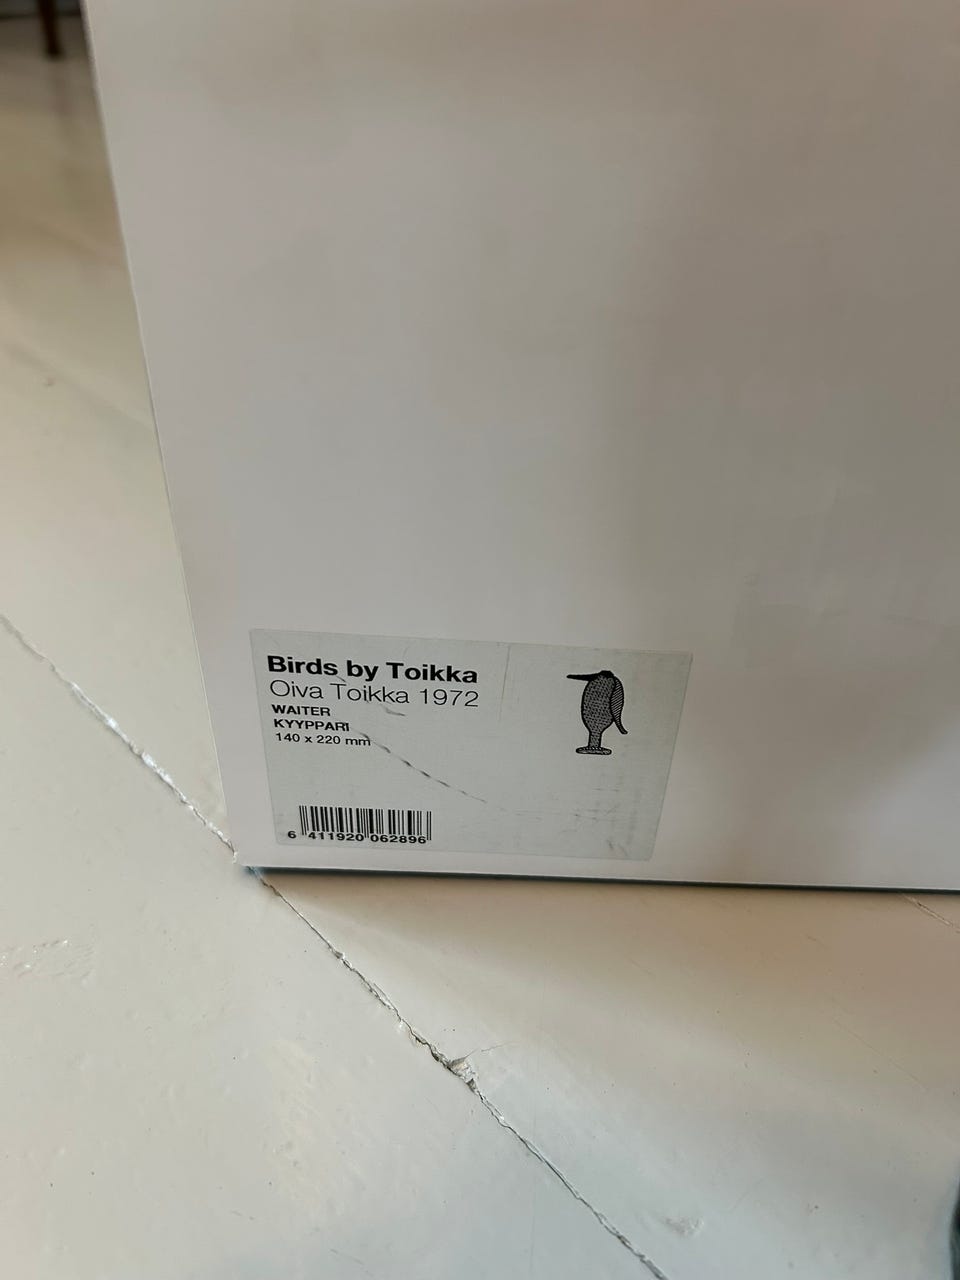 Birds by Toikka
Oiva Toikka 1972
WAITER
KYYPPARI
140 x 220 mm
6 411920 062896